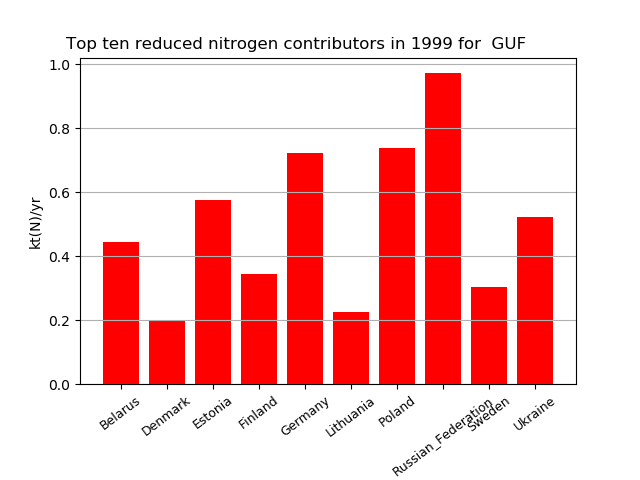 Top ten reduced nitrogen contributors in 1999 for  GUF
kt(N)/yr
1.0
0.8
0.6
0.4
0.2
0.0
Belarus
Denmark
Estonia
Finland
Germany
Lithuania
Poland
Russian_Federation
Sweden
Ukraine